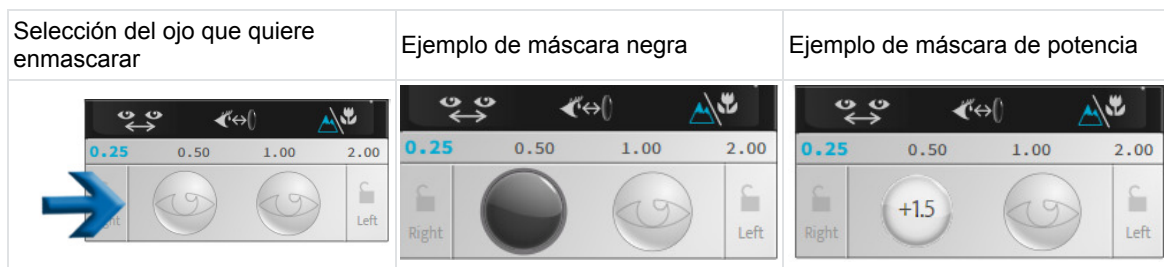 Selección del ojo que quiere
enmascarar
Ejemplo de máscara negra
Ejemplo de máscara de potencia
0.25 0.50 1.00 2.00
Right
Left
0.25 0.50 1.00 2.00
Right
Left
0.25 0.50 1.00 2.00
Right
+1.5
Left